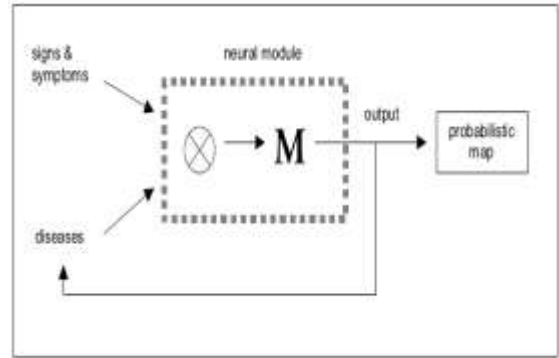 signs &
symptoms
neural module
output
probabilistic
map
M
diseases